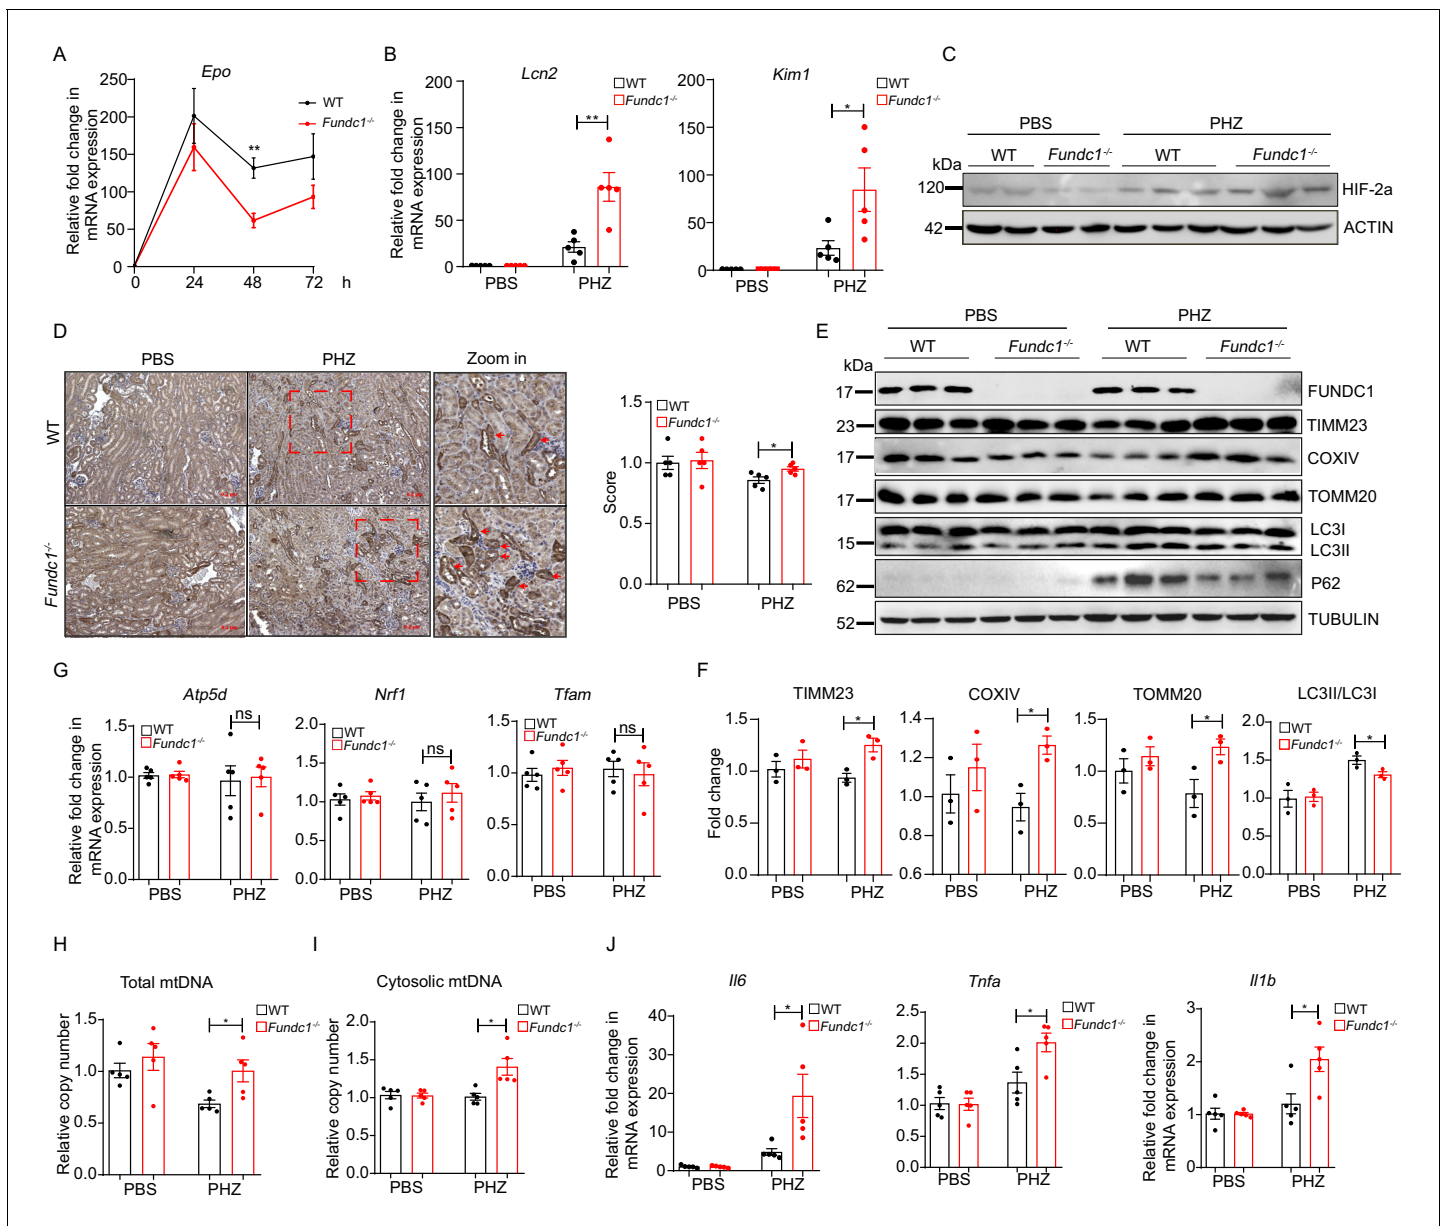 A
Epo
Relative fold change in
mRNA expression
250
200
150
100
50
0
0
24
48
72
h
**
WT
Fundc1-/-
B
Lcn2
Relative fold change in
mRNA expression
200
150
100
50
0
PBS
PHZ
**
WT
Fundc1-/-
Kim1
200
150
100
50
0
PBS
PHZ
*
WT
Fundc1-/-
C
PBS
PHZ
WT
Fundc1-/-
WT
Fundc1-/-
kDa
120
HIF-2a
42
ACTIN
D
PBS
PHZ
Zoom in
WT
Fundc1-/-
Score
1.5
1.0
0.5
0.0
PBS
PHZ
*
WT
Fundc1-/-
E
PBS
PHZ
WT
Fundc1-/-
WT
Fundc1-/-
kDa
17
FUNDC1
23
TIMM23
17
COXIV
17
TOMM20
LC3I
15
LC3II
62
P62
52
TUBULIN
G
Atp5d
Relative fold change in
mRNA expression
1.5
1.0
0.5
0.0
PBS
PHZ
ns
WT
Fundc1-/-
Nrf1
2.0
1.5
1.0
0.5
0.0
PBS
PHZ
ns
WT
Fundc1-/-
Tfam
1.5
1.0
0.5
0.0
PBS
PHZ
ns
WT
Fundc1-/-
F
TIMM23
Fold change
1.5
1.0
0.5
0.0
PBS
PHZ
*
COXIV
1.4
1.2
1.0
0.8
0.6
PBS
PHZ
*
TOMM20
1.5
1.0
0.5
0.0
PBS
PHZ
*
LC3II/LC3I
2.0
1.5
1.0
0.5
0.0
PBS
PHZ
*
WT
Fundc1-/-
H
Total mtDNA
Relative copy number
1.5
1.0
0.5
0.0
PBS
PHZ
*
WT
Fundc1-/-
I
Cytosolic mtDNA
Relative copy number
2.0
1.5
1.0
0.5
0.0
PBS
PHZ
*
WT
Fundc1-/-
J
Il6
Relative fold change in
mRNA expression
60
40
20
0
PBS
PHZ
*
WT
Fundc1-/-
Tnfa
2.5
2.0
1.5
1.0
0.5
0.0
PBS
PHZ
*
WT
Fundc1-/-
Il1b
Relative fold change in
mRNA expression
3
2
1
0
PBS
PHZ
*
WT
Fundc1-/-